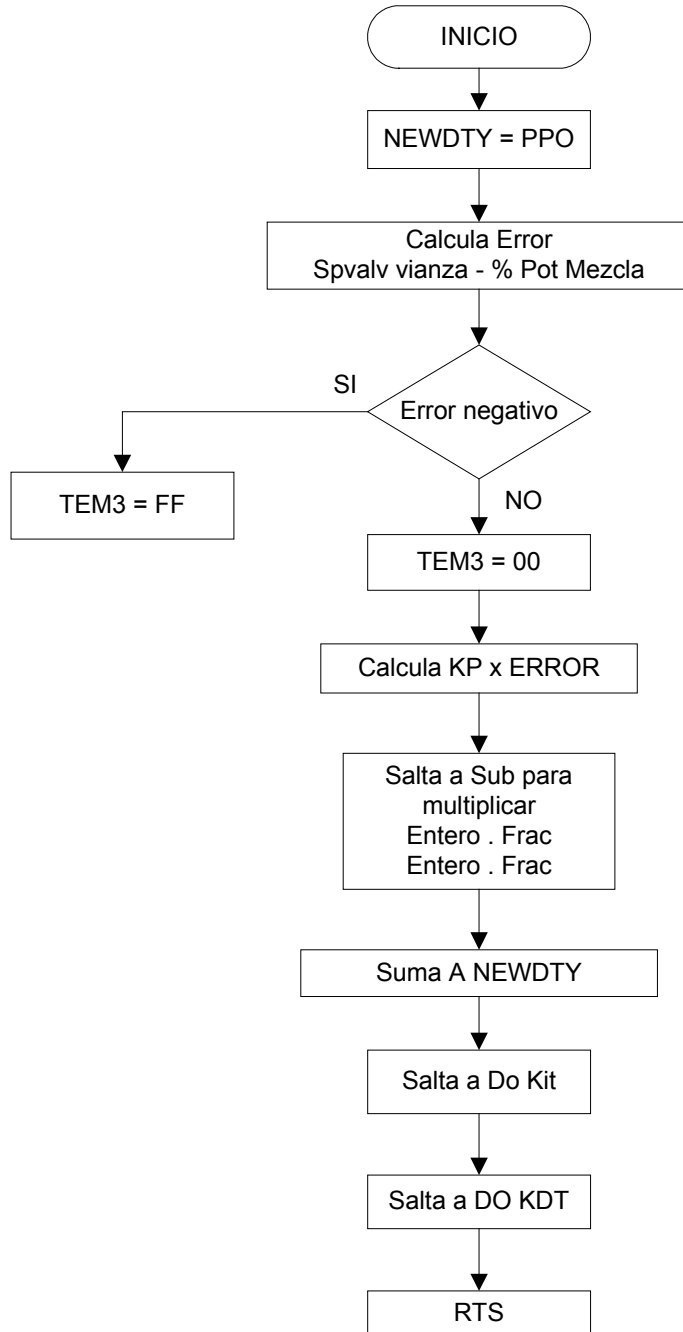 INICIO
NEWDTY = PPO
Calcula Error
Spvalv vianza - % Pot Mezcla
SI
Error negativo
TEM3 = FF
NO
TEM3 = 00
Calcula KP x ERROR
Salta a Sub para
multiplicar
Entero . Frac
Entero . Frac
Suma A NEWDTY
Salta a Do Kit
Salta a DO KDT
RTS